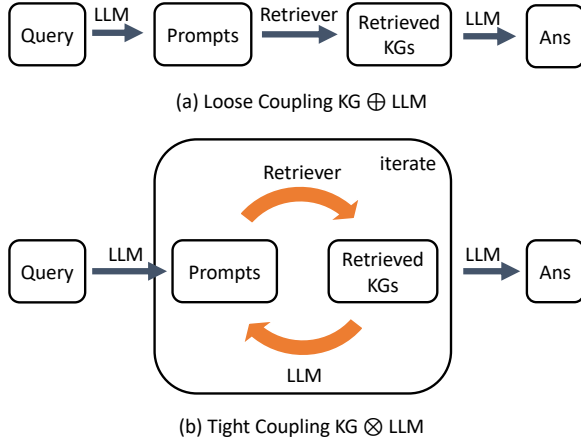 LLM
Retriever
LLM
Query
Prompts
Retrieved
KGs
Ans
(a) Loose Coupling KG ⊕ LLM
iterate
Retriever
LLM
LLM
Query
Prompts
Retrieved
KGs
Ans
LLM
(b) Tight Coupling KG ⊗ LLM